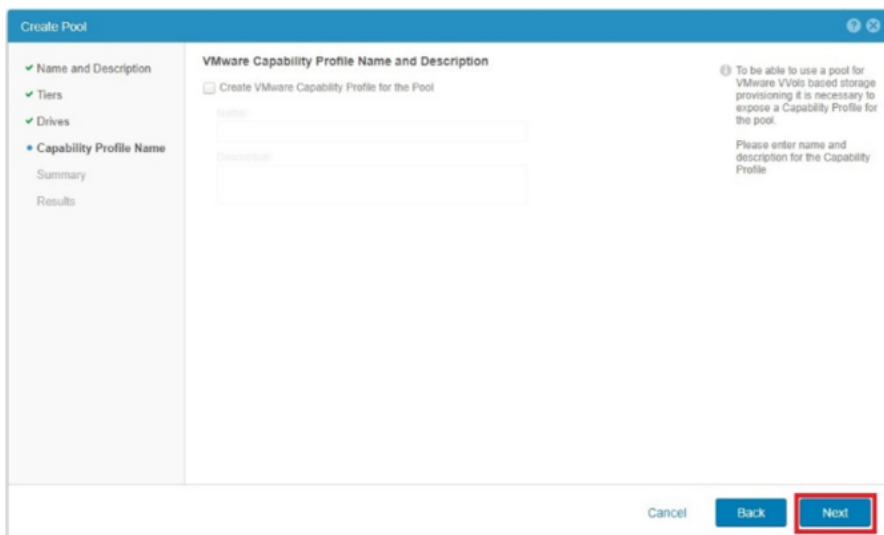 Create Pool
Name and Description
Tiers
Drives
Capability Profile Name
Summary
Results
VMware Capability Profile Name and Description
Create VMware Capability Profile for the Pool
Name:
Description:
To be able to use a pool for
VMware VVols based storage
provisioning it is necessary to
expose a Capability Profile for
the pool.
Please enter name and
description for the Capability
Profile
Cancel
Back
Next